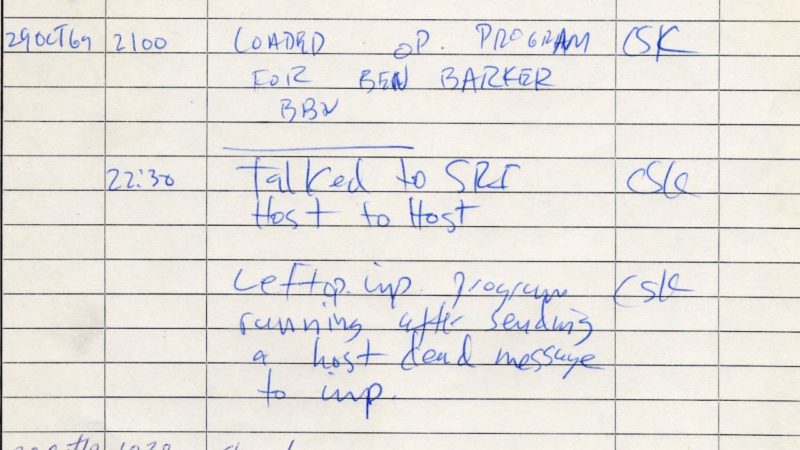 29OCT69 2100 LOADED OP. PROGRAM CSK
FOR BEN BARKER
BBN
22:30 Talked to SRI CSK
Host to Host
Left op. imp. program CSK
running after sending
a host dead message
to imp.